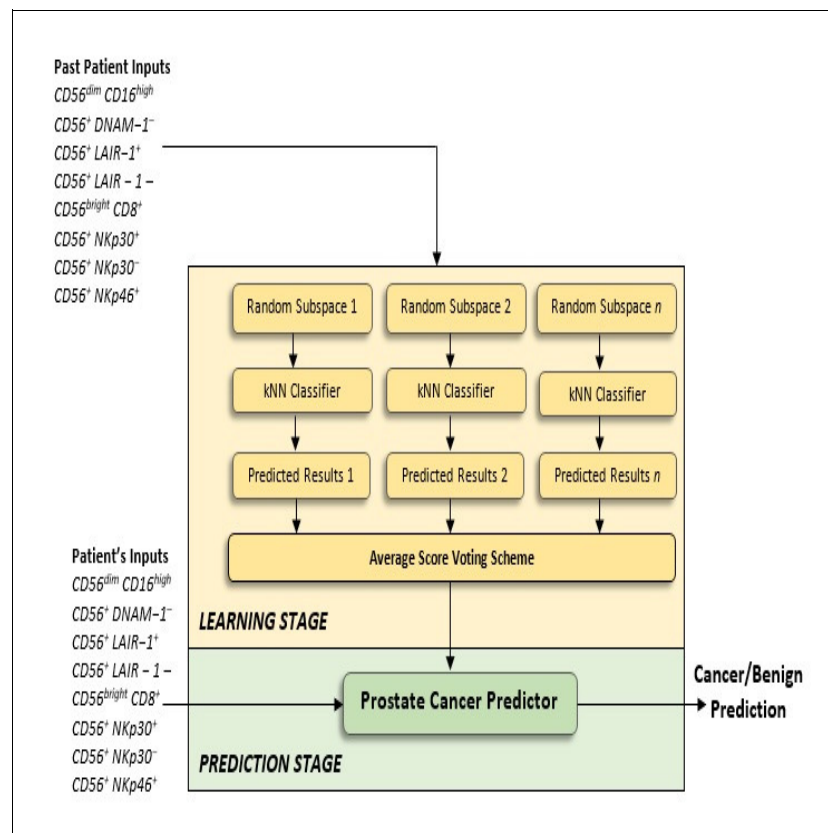 Past Patient Inputs
CD56ᵈⁱᵐ CD16ʰⁱᵍʰ
CD56⁺ DNAM−1⁻
CD56⁺ LAIR−1⁺
CD56⁺ LAIR − 1 −
CD56ᵇʳⁱᵍʰᵗ CD8⁺
CD56⁺ NKp30⁺
CD56⁺ NKp30⁻
CD56⁺ NKp46⁺
Random Subspace 1
Random Subspace 2
Random Subspace n
kNN Classifier
kNN Classifier
kNN Classifier
Predicted Results 1
Predicted Results 2
Predicted Results n
Average Score Voting Scheme
LEARNING STAGE
Patient's Inputs
CD56ᵈⁱᵐ CD16ʰⁱᵍʰ
CD56⁺ DNAM−1⁻
CD56⁺ LAIR−1⁺
CD56⁺ LAIR − 1 −
CD56ᵇʳⁱᵍʰᵗ CD8⁺
CD56⁺ NKp30⁺
CD56⁺ NKp30⁻
CD56⁺ NKp46⁺
Prostate Cancer Predictor
PREDICTION STAGE
Cancer/Benign
Prediction